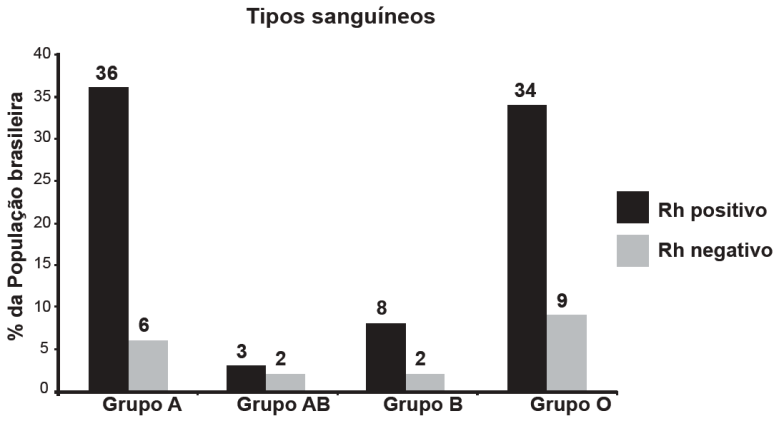 Tipos sanguíneos
% da População brasileira
40
35
30
25
20
15
10
5
0
36
6
3
2
8
2
34
9
Grupo A
Grupo AB
Grupo B
Grupo O
Rh positivo
Rh negativo